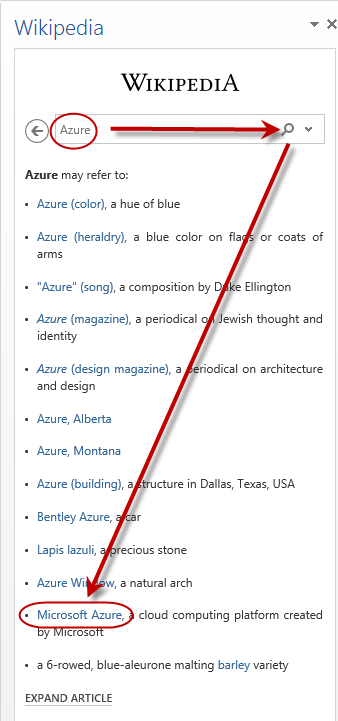 Wikipedia
WIKIPEDIA
Azure
Azure may refer to:
Azure (color), a hue of blue
Azure (heraldry), a blue color on flags or coats of
arms
"Azure" (song), a composition by Duke Ellington
Azure (magazine), a periodical on Jewish thought and
identity
Azure (design magazine), a periodical on architecture
and design
Azure, Alberta
Azure, Montana
Azure (building), a structure in Dallas, Texas, USA
Bentley Azure, a car
Lapis lazuli, a precious stone
Azure Window, a natural arch
Microsoft Azure, a cloud computing platform created
by Microsoft
a 6-rowed, blue-aleurone malting barley variety
EXPAND ARTICLE